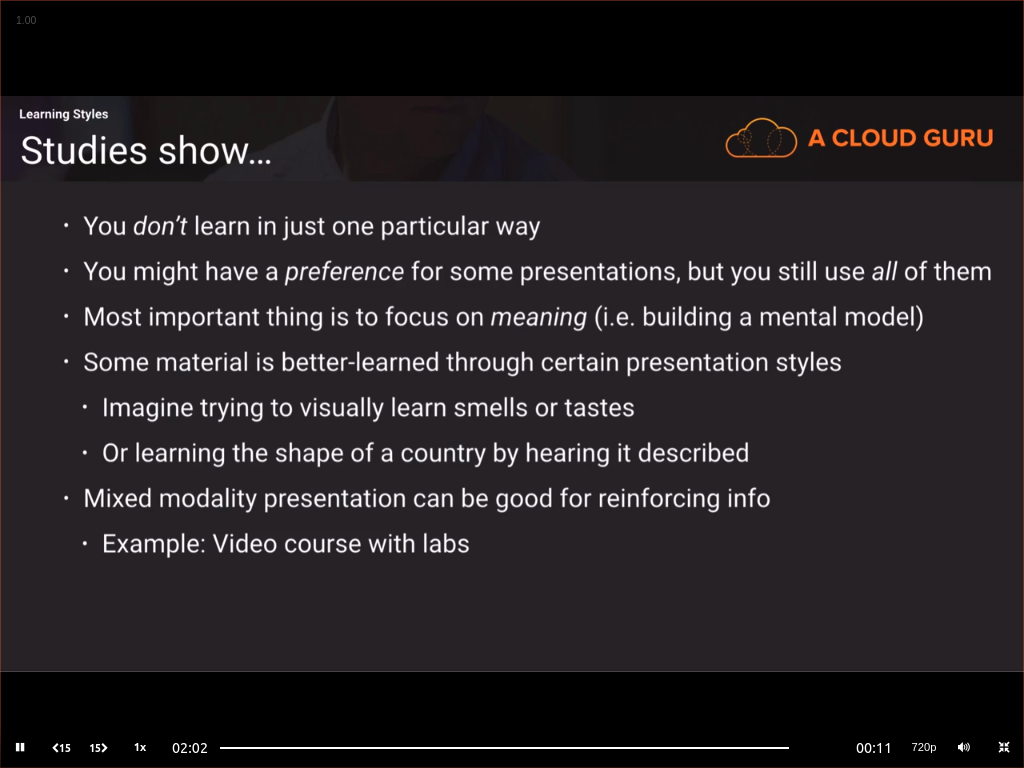 1.00
Learning Styles
Studies show...
A CLOUD GURU
· You don't learn in just one particular way
· You might have a preference for some presentations, but you still use all of them
· Most important thing is to focus on meaning (i.e. building a mental model)
· Some material is better-learned through certain presentation styles
· Imagine trying to visually learn smells or tastes
· Or learning the shape of a country by hearing it described
· Mixed modality presentation can be good for reinforcing info
· Example: Video course with labs
15 15 1x 02:02 00:11 720p